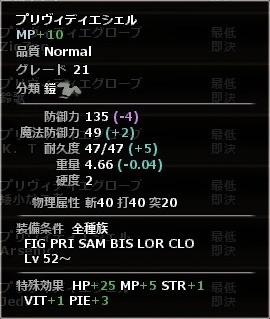 プリヴィディエシェル
MP+10
品質 Normal
グレード 21
分類 鎧
防御力 135 (-4)
魔法防御力 49 (+2)
耐久度 47/47 (+5)
重量 4.66 (-0.04)
硬度 2
物理属性 斬40 打40 突20
装備条件 全種族
FIG PRI SAM BIS LOR CLO
Lv 52～
特殊効果 HP+25 MP+5 STR+1
VIT+1 PIE+3